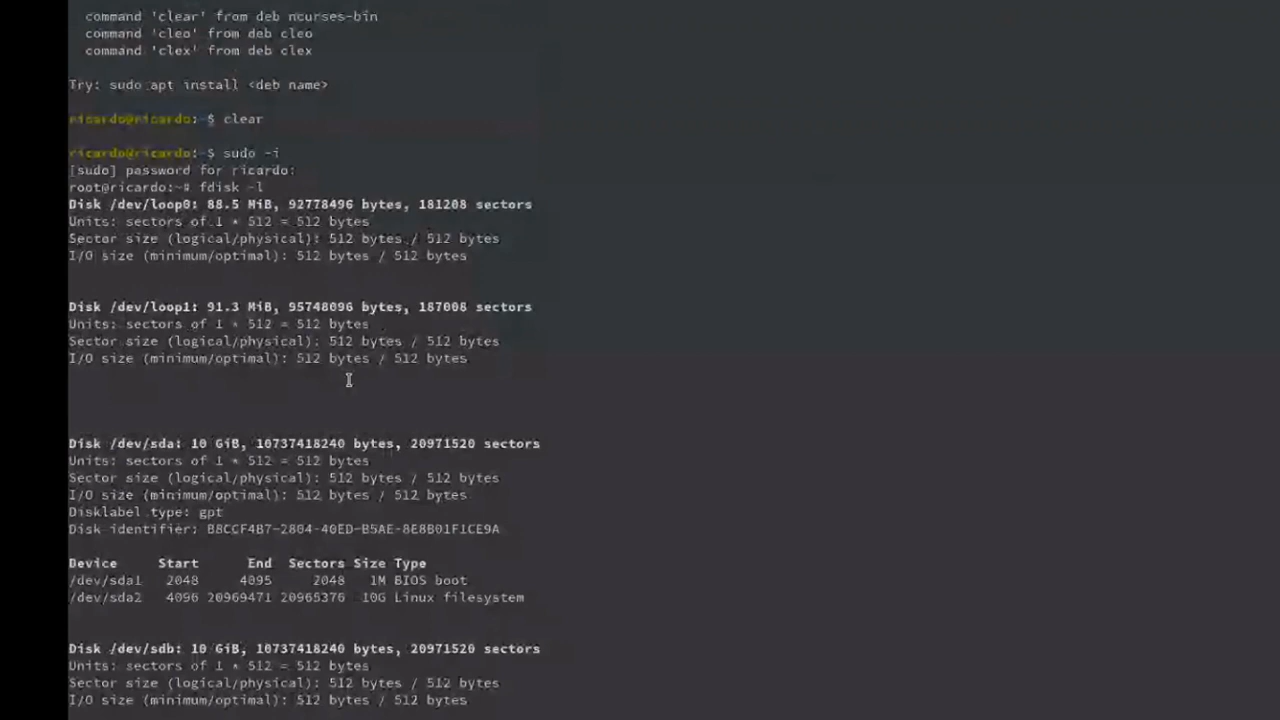 command 'clear' from deb ncurses-bin
command 'cleo' from deb cleo
command 'clex' from deb clex
Try: sudo apt install <deb name>
ricardo@ricardo:~$ clear
ricardo@ricardo:~$ sudo -i
[sudo] password for ricardo:
root@ricardo:~# fdisk -l
Disk /dev/loop0: 88.5 MiB, 92778496 bytes, 181208 sectors
Units: sectors of 1 * 512 = 512 bytes
Sector size (logical/physical): 512 bytes / 512 bytes
I/O size (minimum/optimal): 512 bytes / 512 bytes
Disk /dev/loop1: 91.3 MiB, 95748096 bytes, 187008 sectors
Units: sectors of 1 * 512 = 512 bytes
Sector size (logical/physical): 512 bytes / 512 bytes
I/O size (minimum/optimal): 512 bytes / 512 bytes
Disk /dev/sda: 10 GiB, 10737418240 bytes, 20971520 sectors
Units: sectors of 1 * 512 = 512 bytes
Sector size (logical/physical): 512 bytes / 512 bytes
I/O size (minimum/optimal): 512 bytes / 512 bytes
Disklabel type: gpt
Disk identifier: B8CCF4B7-2804-40ED-B5AE-8E8B01F1CE9A
Device Start End Sectors Size Type
/dev/sda1 2048 4095 2048 1M BIOS boot
/dev/sda2 4096 20969471 20965376 10G Linux filesystem
Disk /dev/sdb: 10 GiB, 10737418240 bytes, 20971520 sectors
Units: sectors of 1 * 512 = 512 bytes
Sector size (logical/physical): 512 bytes / 512 bytes
I/O size (minimum/optimal): 512 bytes / 512 bytes